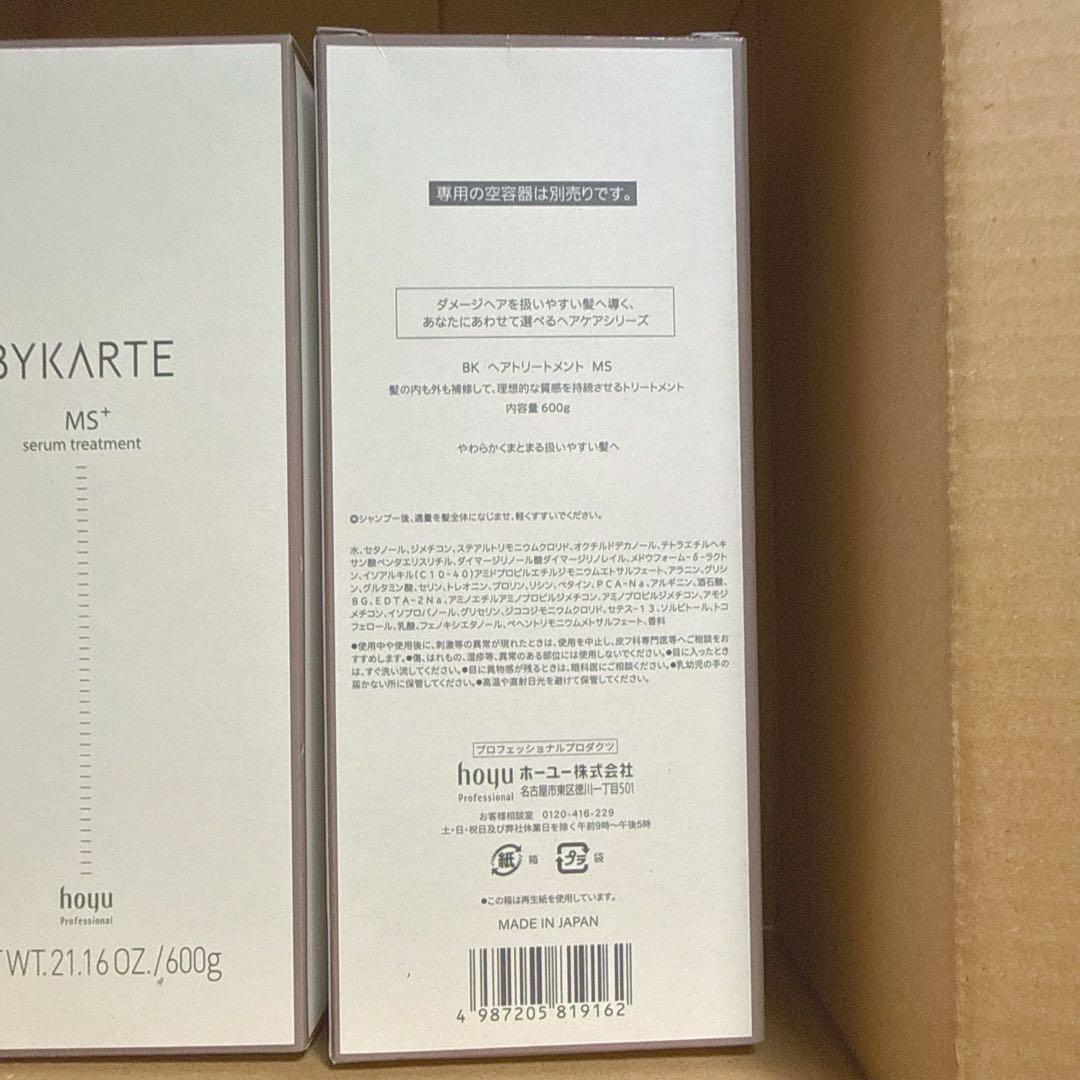 BYKARTE
MS+
serum treatment
hoyu
Professional
WT. 21.16 OZ./600g
専用の空容器は別売りです。
ダメージヘアを扱いやすい髪へ導く、
あなたにあわせて選べるヘアケアシリーズ
BK ヘアトリートメント MS
髪の内も外も補修して、理想的な質感を持続させるトリートメント
内容量 600g
やわらかくまとまる扱いやすい髪へ
◎シャンプー後、適量を髪全体になじませ、軽くすすいでください。
水、セタノール、ジメチコン、ステアルトリモニウムクロリド、オクチルドデカノール、テトラエチルヘキ
サン酸ペンタエリスリチル、ダイマージリノール酸ダイマージリノレイル、メドウフォーム-δ-ラクト
ン、イソアルキル(C10-40)アミドプロピルエチルジモニウムエトサルフェート、アラニン、グリシ
ン、グルタミン酸、セリン、トレオニン、プロリン、リシン、ベタイン、PCA-Na、アルギニン、酒石酸、
BG、EDTA-2Na、アミノエチルアミノプロピルジメチコン、アミノプロピルジメチコン、アモジ
メチコン、イソプロパノール、グリセリン、ジココジモニウムクロリド、セテス-13、ソルビトール、トコ
フェロール、乳酸、フェノキシエタノール、ベヘントリモニウムメトサルフェート、香料
●使用中や使用後に、刺激等の異常が現れたときは、使用を中止し、皮フ科専門医等へご相談をお
すすめします。●傷、はれもの、湿疹等、異常のある部位には使用しないでください。●目に入ったとき
は、すぐ洗い流してください。●目に異物感が残るときは、眼科医にご相談ください。●乳幼児の手の
届かない所に保管してください。●高温や直射日光を避けて保管してください。
プロフェッショナルプロダクツ
hoyu ホーユー株式会社
Professional 名古屋市東区徳川一丁目501
お客様相談室 0120-416-229
土・日・祝日及び弊社休業日を除く午前9時～午後5時
紙 箱 プラ 袋
●この箱は再生紙を使用しています。
MADE IN JAPAN
4 987205 819162